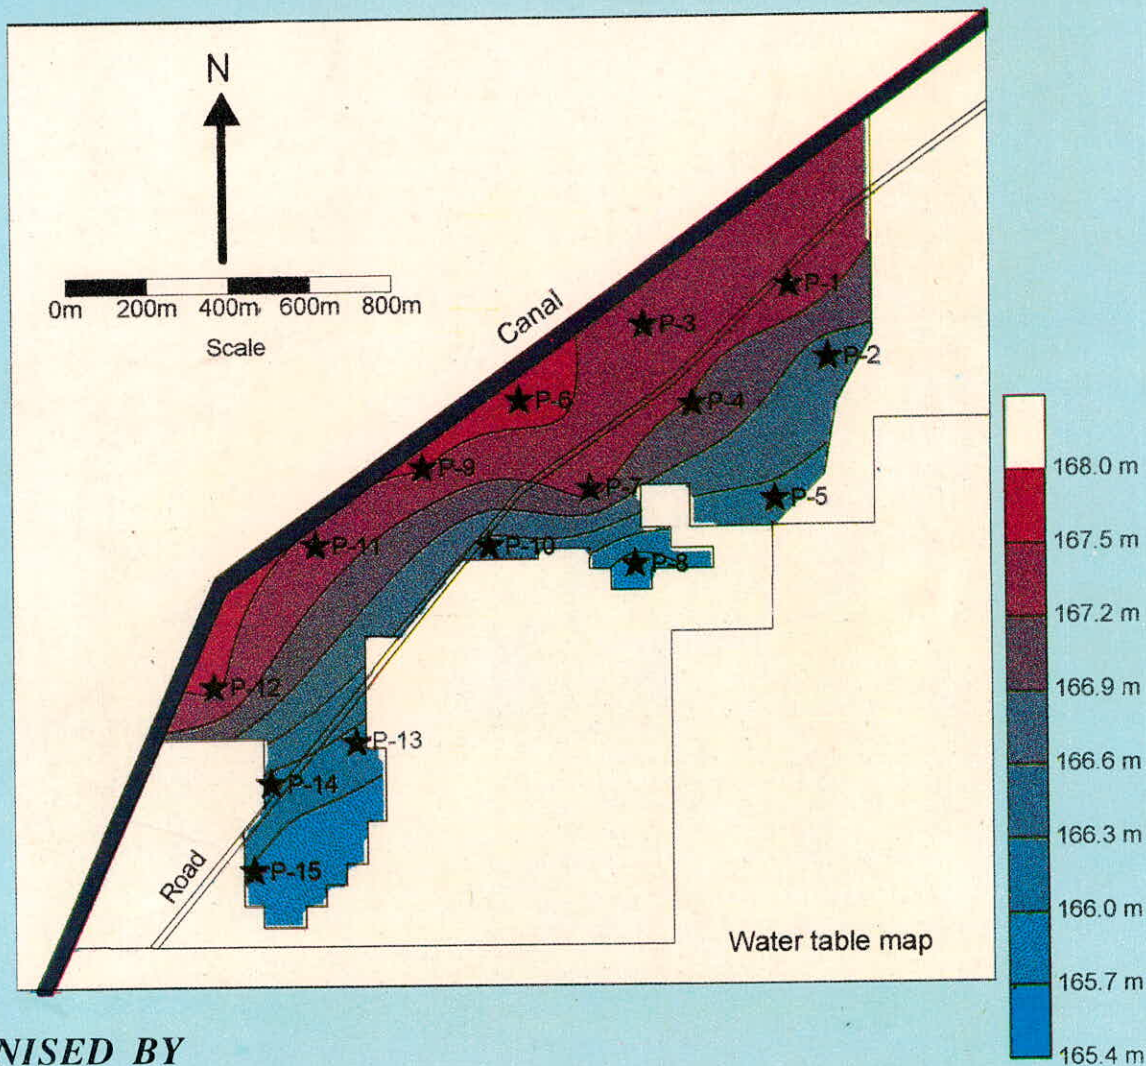 N
0m 200m 400m 600m 800m
Scale
Canal
P-1
P-3
P-2
P-6
P-4
P-9
P-7
P-5
P-11
P-10
P-8
P-12
P-13
P-14
P-15
Road
Water table map
168.0 m
167.5 m
167.2 m
166.9 m
166.6 m
166.3 m
166.0 m
165.7 m
165.4 m
NISED BY